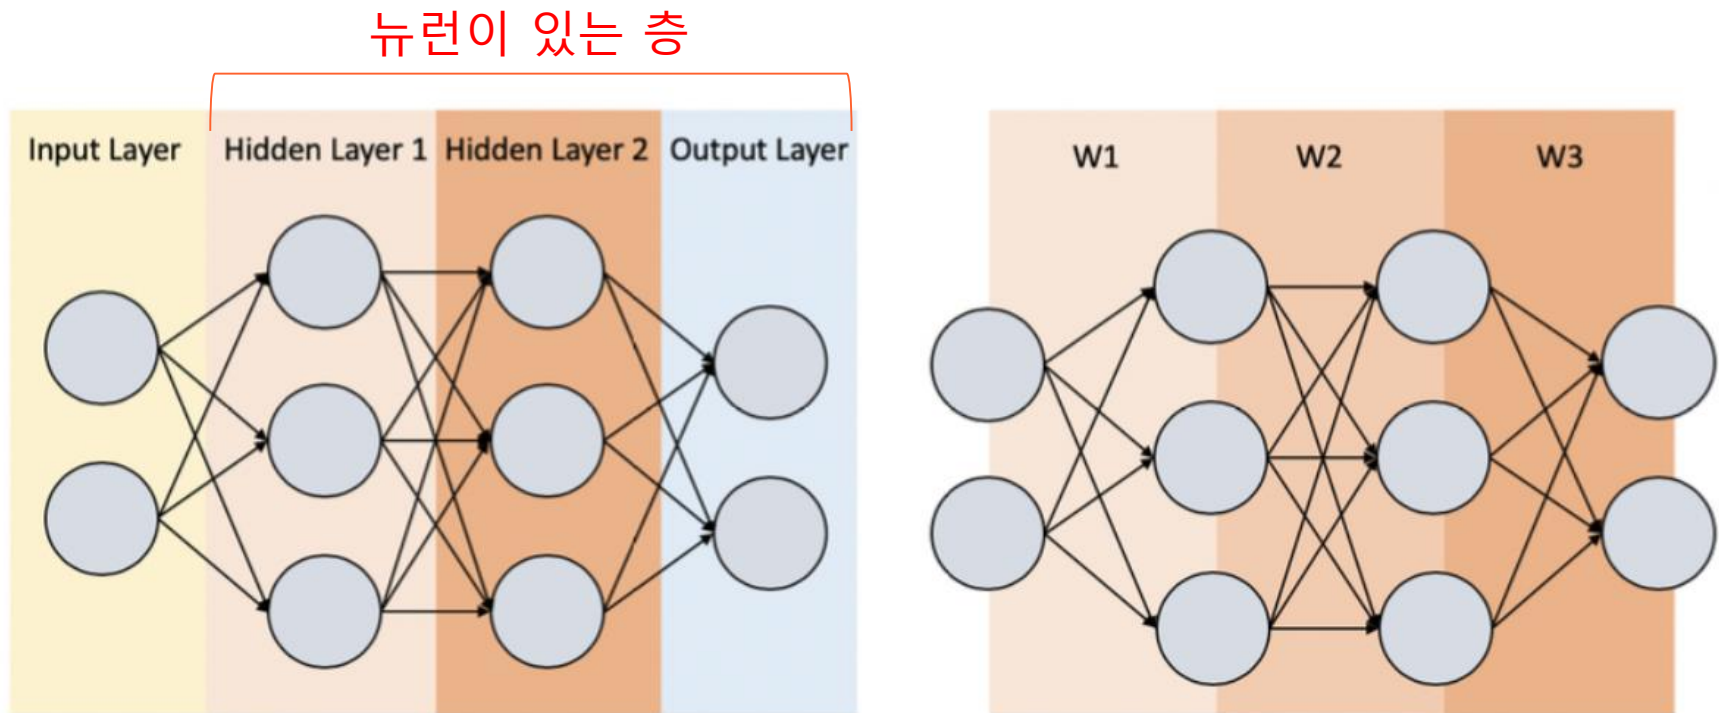 뉴런이 있는 층
Input Layer
Hidden Layer 1
Hidden Layer 2
Output Layer
W1
W2
W3